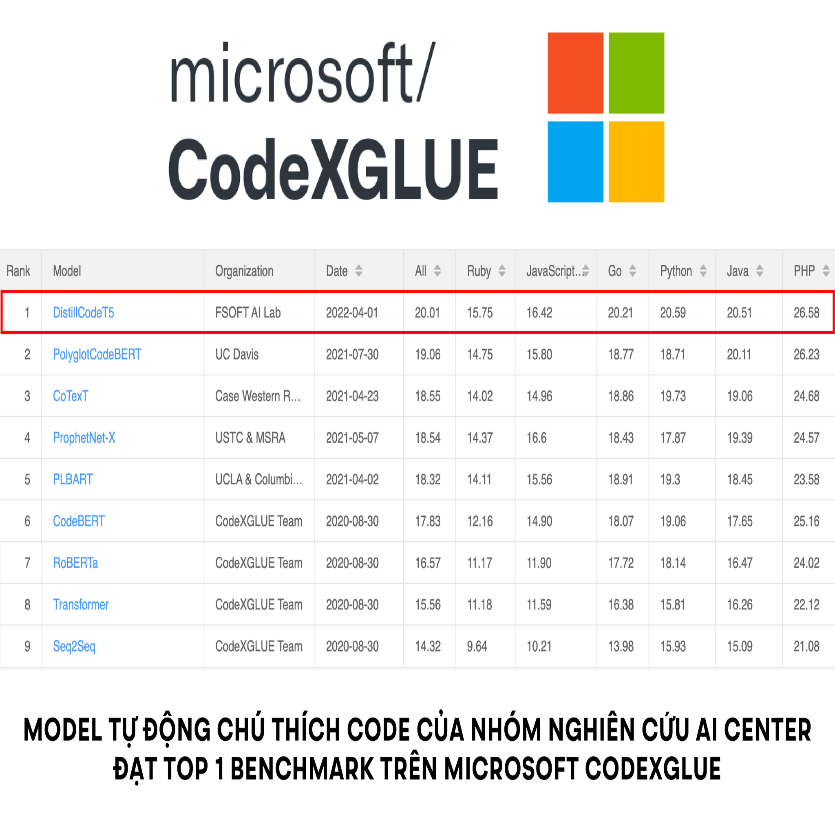 microsoft/
CodeXGLUE
Rank Model Organization Date All Ruby JavaScript... Go Python Java PHP
1 DistillCodeT5 FSOFT AI Lab 2022-04-01 20.01 15.75 16.42 20.21 20.59 20.51 26.58
2 PolyglotCodeBERT UC Davis 2021-07-30 19.06 14.75 15.80 18.77 18.71 20.11 26.23
3 CoTexT Case Western R... 2021-04-23 18.55 14.02 14.96 18.86 19.73 19.06 24.68
4 ProphetNet-X USTC & MSRA 2021-05-07 18.54 14.37 16.6 18.43 17.87 19.39 24.57
5 PLBART UCLA & Columbi... 2021-04-02 18.32 14.11 15.56 18.91 19.3 18.45 23.58
6 CodeBERT CodeXGLUE Team 2020-08-30 17.83 12.16 14.90 18.07 19.06 17.65 25.16
7 RoBERTa CodeXGLUE Team 2020-08-30 16.57 11.17 11.90 17.72 18.14 16.47 24.02
8 Transformer CodeXGLUE Team 2020-08-30 15.56 11.18 11.59 16.38 15.81 16.26 22.12
9 Seq2Seq CodeXGLUE Team 2020-08-30 14.32 9.64 10.21 13.98 15.93 15.09 21.08
MODEL TỰ ĐỘNG CHÚ THÍCH CODE CỦA NHÓM NGHIÊN CỨU AI CENTER
ĐẠT TOP 1 BENCHMARK TRÊN MICROSOFT CODEXGLUE